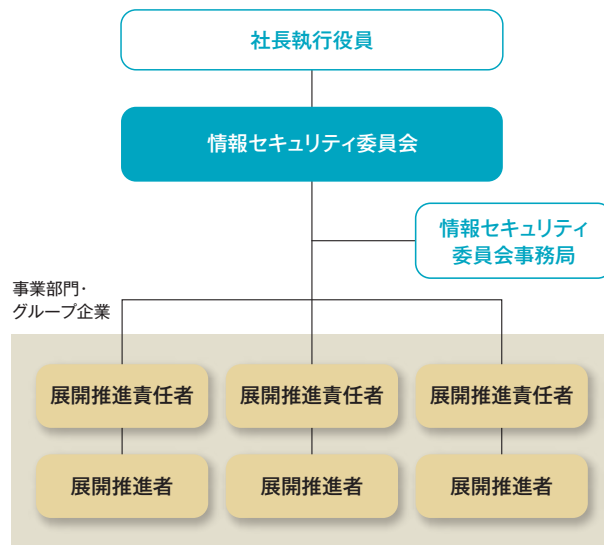 社長執行役員
情報セキュリティ委員会
情報セキュリティ
委員会事務局
事業部門・
グループ企業
展開推進責任者
展開推進責任者
展開推進責任者
展開推進者
展開推進者
展開推進者